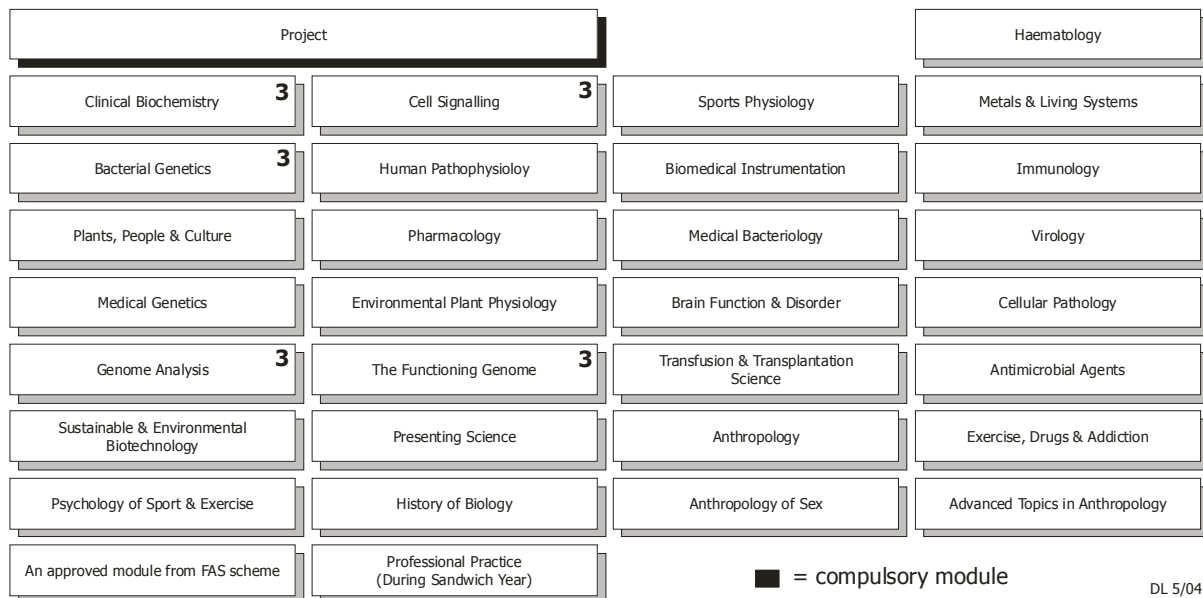 Project
Haematology
Clinical Biochemistry 3
Cell Signalling 3
Sports Physiology
Metals & Living Systems
Bacterial Genetics 3
Human Pathophysioloy
Biomedical Instrumentation
Immunology
Plants, People & Culture
Pharmacology
Medical Bacteriology
Virology
Medical Genetics
Environmental Plant Physiology
Brain Function & Disorder
Cellular Pathology
Genome Analysis 3
The Functioning Genome 3
Transfusion & Transplantation
Science
Antimicrobial Agents
Sustainable & Environmental
Biotechnology
Presenting Science
Anthropology
Exercise, Drugs & Addiction
Psychology of Sport & Exercise
History of Biology
Anthropology of Sex
Advanced Topics in Anthropology
An approved module from FAS scheme
Professional Practice
(During Sandwich Year)
= compulsory module
DL 5/04